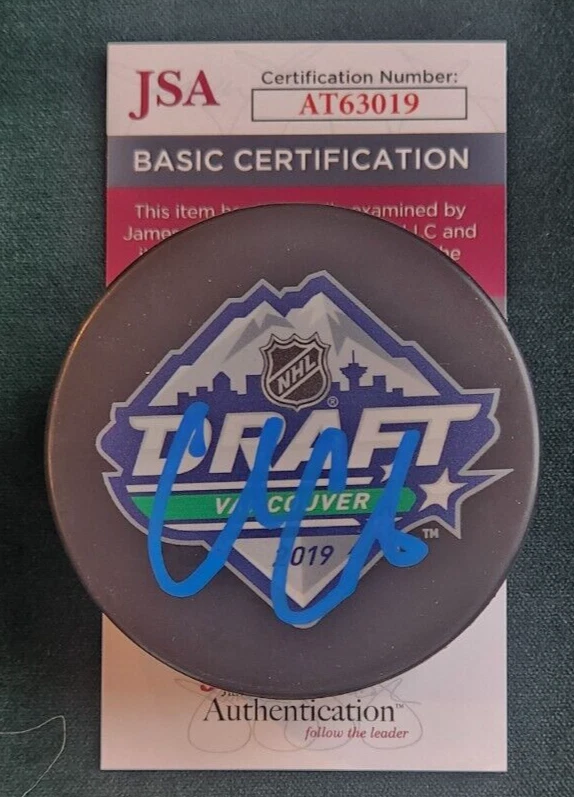 JSA
Certification Number:
AT63019
BASIC CERTIFICATION
This item examined by
James LLC and
NHL
®
DRAFT
VANCOUVER
TM
2019
Authentication™
follow the leader